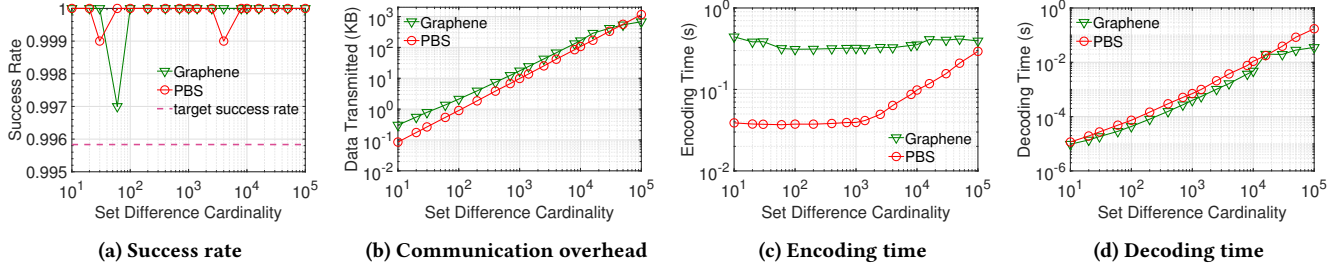 1
0.999
0.998
0.997
0.996
0.995
Success Rate
Graphene
PBS
target success rate
10^1 10^2 10^3 10^4 10^5
Set Difference Cardinality
(a) Success rate
10^3
10^2
10^1
10^0
10^-1
10^-2
Data Transmitted (KB)
Graphene
PBS
10^1 10^2 10^3 10^4 10^5
Set Difference Cardinality
(b) Communication overhead
10^0
10^-1
10^-2
Encoding Time (s)
Graphene
PBS
10^1 10^2 10^3 10^4 10^5
Set Difference Cardinality
(c) Encoding time
10^0
10^-2
10^-4
10^-6
Decoding Time (s)
Graphene
PBS
10^1 10^2 10^3 10^4 10^5
Set Difference Cardinality
(d) Decoding time